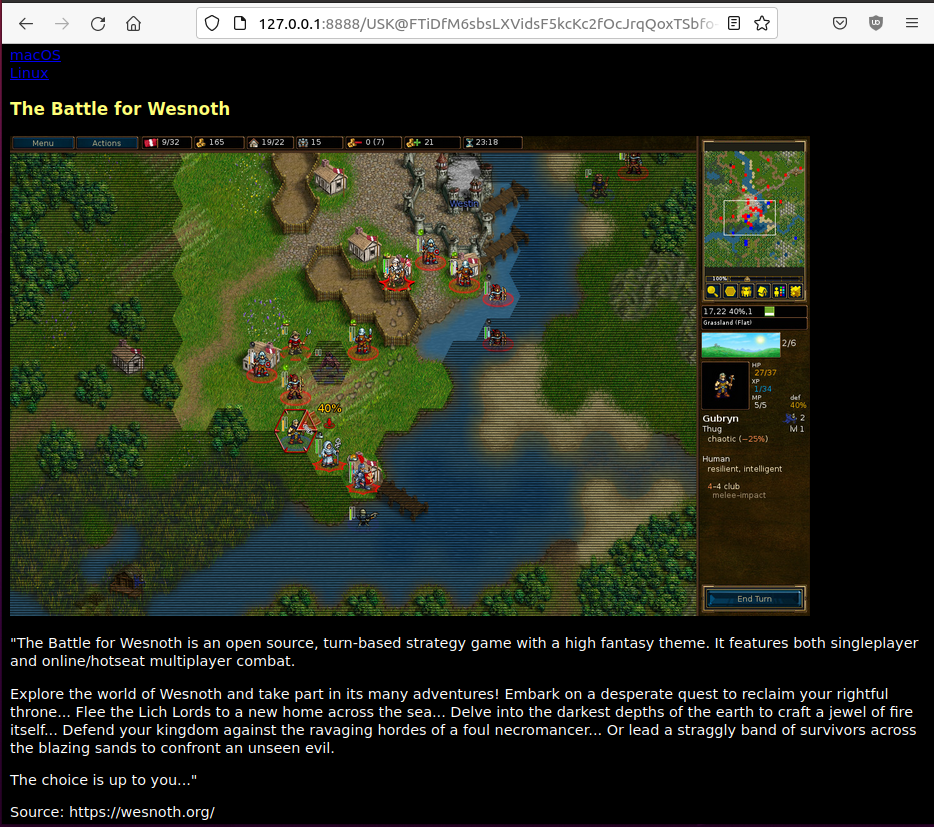 127.0.0.1:8888/USK@FTiDfM6sbsLXVidsF5kcKc2fOcJrqQoxTSbfo
macOS
Linux
The Battle for Wesnoth
Menu Actions 9/32 165 19/22 15 0 (7) 21 23:18
Westin
40%
100%
17,22 40%,1
Grassland (Flat)
2/6
HP
27/37
XP
1/34
MP def
5/5 40%
Gubryn 2
Thug lvl 1
chaotic (−25%)
Human
resilient, intelligent
4–4 club
melee–impact
End Turn
"The Battle for Wesnoth is an open source, turn-based strategy game with a high fantasy theme. It features both singleplayer
and online/hotseat multiplayer combat.
Explore the world of Wesnoth and take part in its many adventures! Embark on a desperate quest to reclaim your rightful
throne... Flee the Lich Lords to a new home across the sea... Delve into the darkest depths of the earth to craft a jewel of fire
itself... Defend your kingdom against the ravaging hordes of a foul necromancer... Or lead a straggly band of survivors across
the blazing sands to confront an unseen evil.
The choice is up to you..."
Source: https://wesnoth.org/